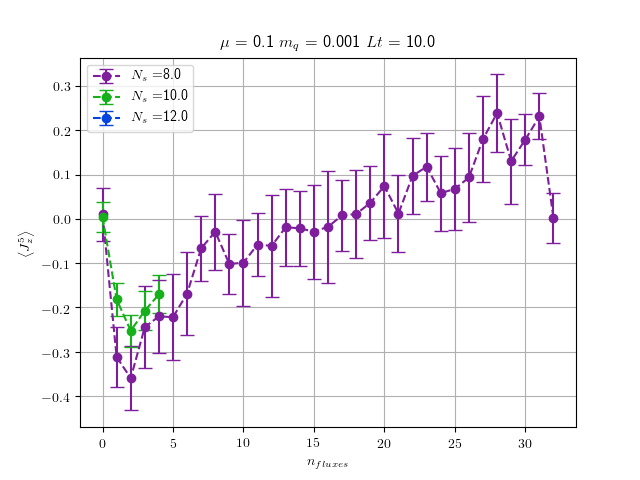 μ = 0.1 m_q = 0.001 Lt = 10.0
N_s =8.0
N_s =10.0
N_s =12.0
0.3
0.2
0.1
0.0
−0.1
−0.2
−0.3
−0.4
⟨J_z^5⟩
0 5 10 15 20 25 30
n_{fluxes}